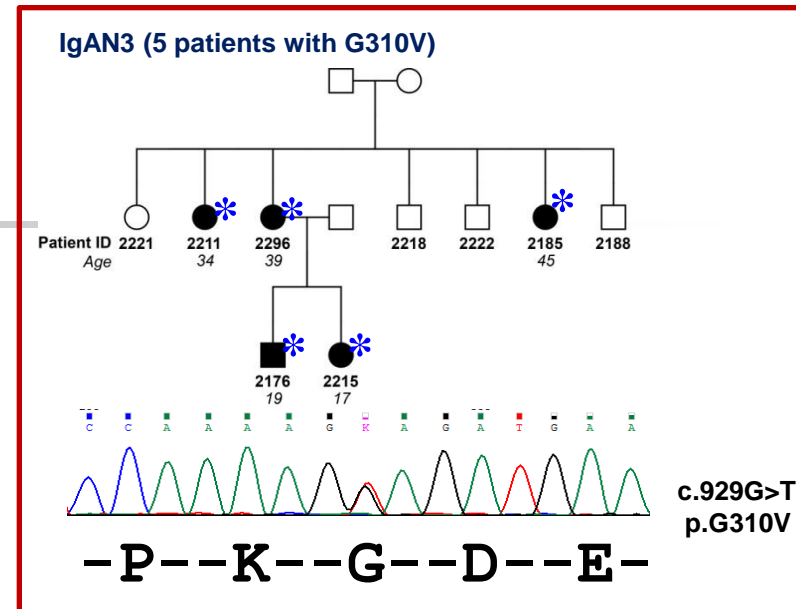 IgAN3 (5 patients with G310V)
Patient ID 2221 2211 2296 2218 2222 2185 2188
Age 34 39 45
2176 2215
19 17
C C A A A A G K A G A T G A A
c.929G>T
p.G310V
-P--K--G--D--E-